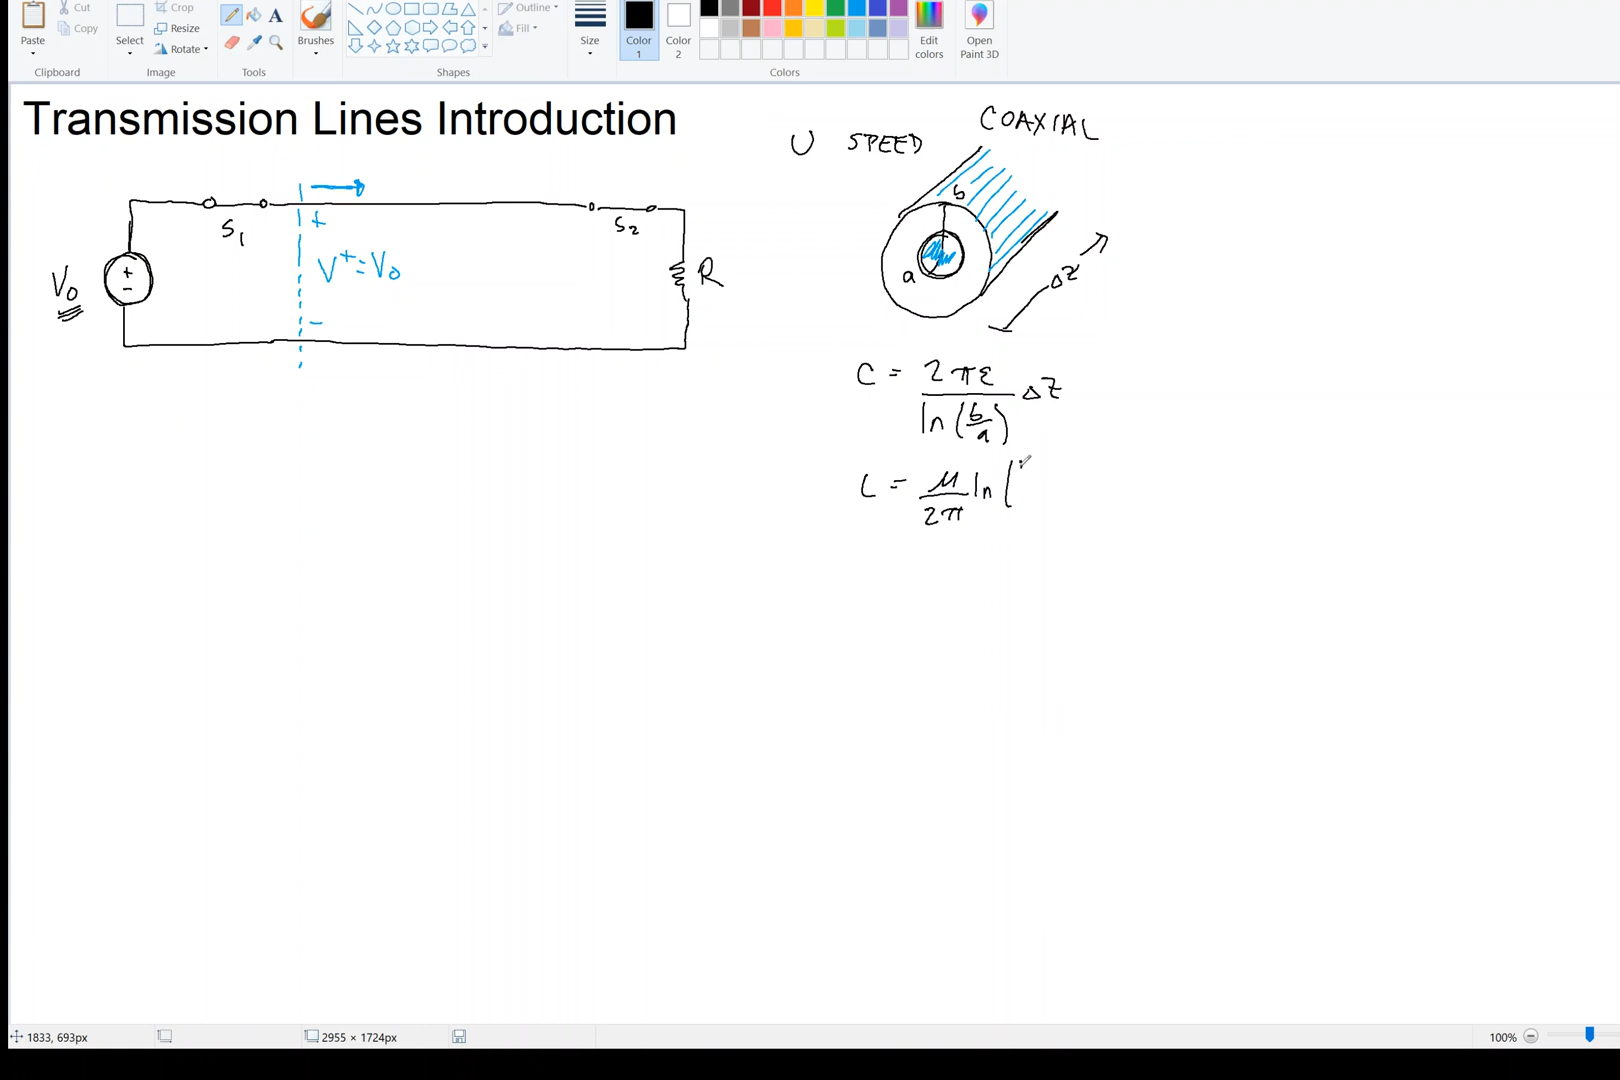 Paste
Cut
Copy
Clipboard
Select
Crop
Resize
Rotate
Image
A
Tools
Brushes
Outline
Fill
Shapes
Size
Color 1
Color 2
Colors
Edit colors
Open Paint 3D
Transmission Lines Introduction
U SPEED
COAXIAL
S1
S2
+
V⁺=V0
-
V0
+
-
R
b
a
ΔZ
C = 2πε / ln(b/a) ΔZ
L = μ/2π ln(
1833, 693px
2955 × 1724px
100%